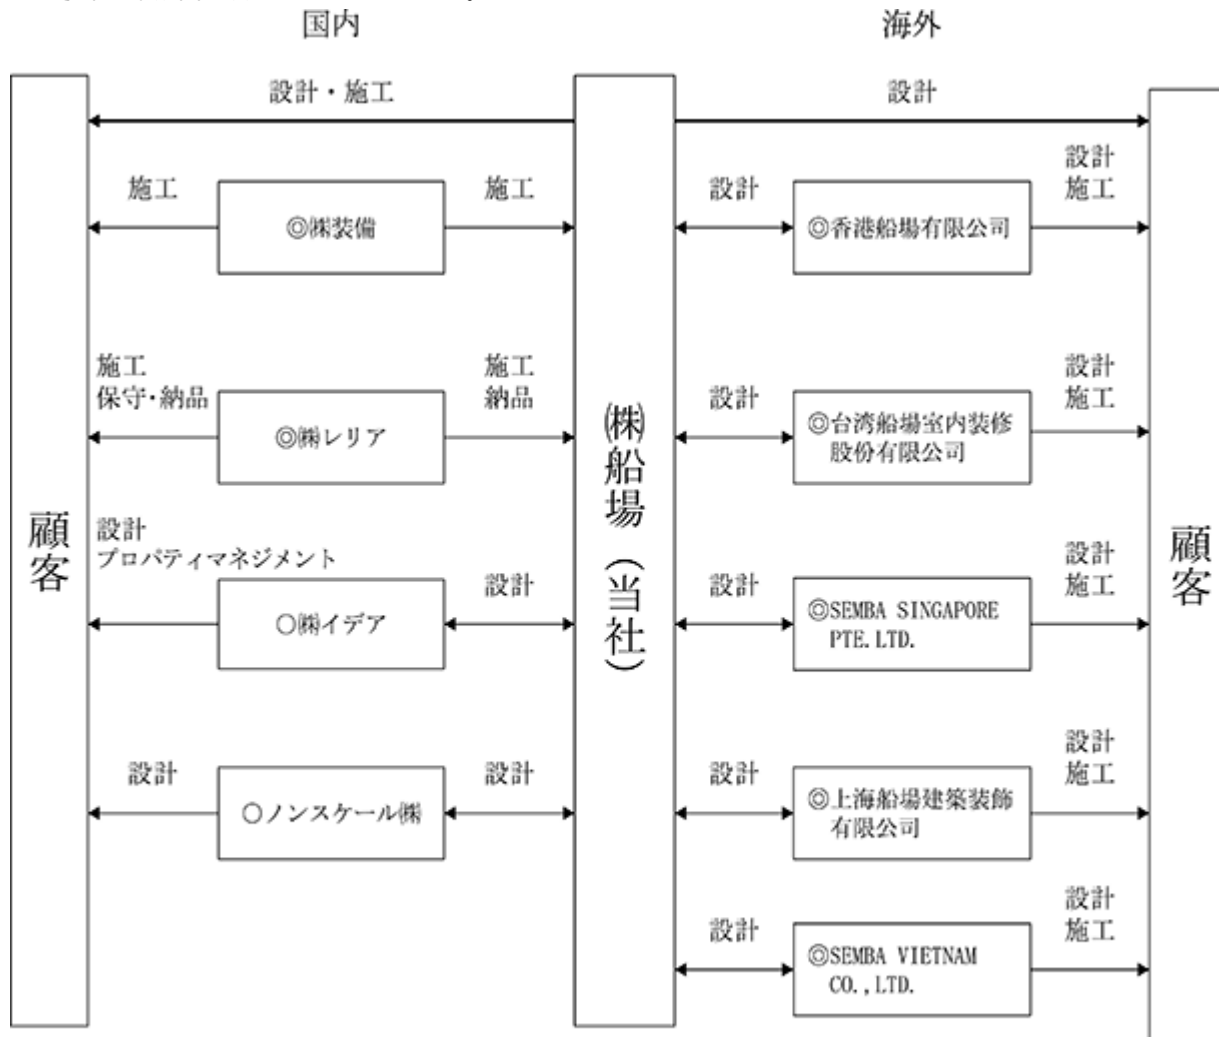 国内
海外
設計・施工
設計
施工
◎㈱装備
施工
設計
◎香港船場有限公司
設計
施工
施工
保守・納品
◎㈱レリア
施工
納品
設計
◎台湾船場室内装修
股份有限公司
設計
施工
顧客
㈱船場(当社)
顧客
設計
プロパティマネジメント
○㈱イデア
設計
設計
◎SEMBA SINGAPORE
PTE.LTD.
設計
施工
設計
○ノンスケール㈱
設計
設計
◎上海船場建築装飾
有限公司
設計
施工
設計
◎SEMBA VIETNAM
CO.,LTD.
設計
施工